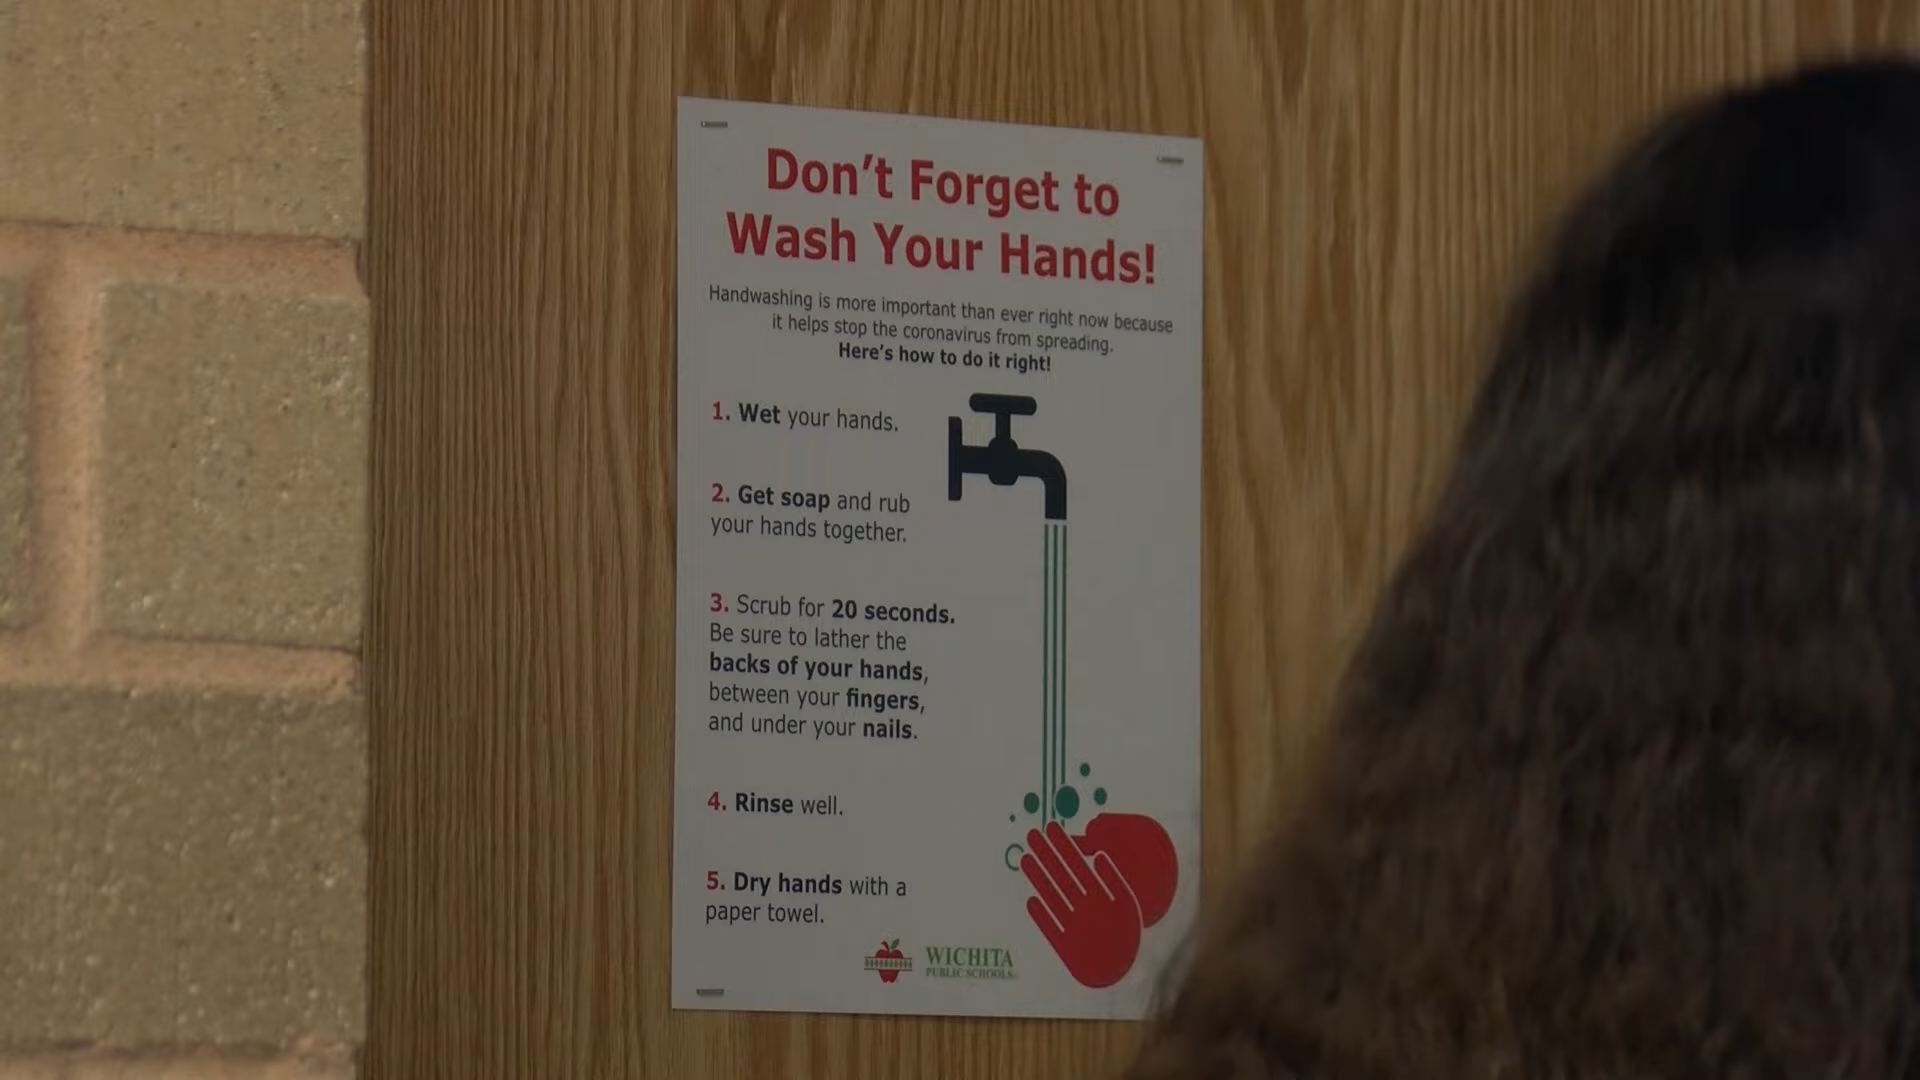 Don't Forget to
Wash Your Hands!
Handwashing is more important than ever right now because
it helps stop the coronavirus from spreading.
Here's how to do it right!
1. Wet your hands.
2. Get soap and rub
your hands together.
3. Scrub for 20 seconds.
Be sure to lather the
backs of your hands,
between your fingers,
and under your nails.
4. Rinse well.
5. Dry hands with a
paper towel.
WICHITA
PUBLIC SCHOOLS